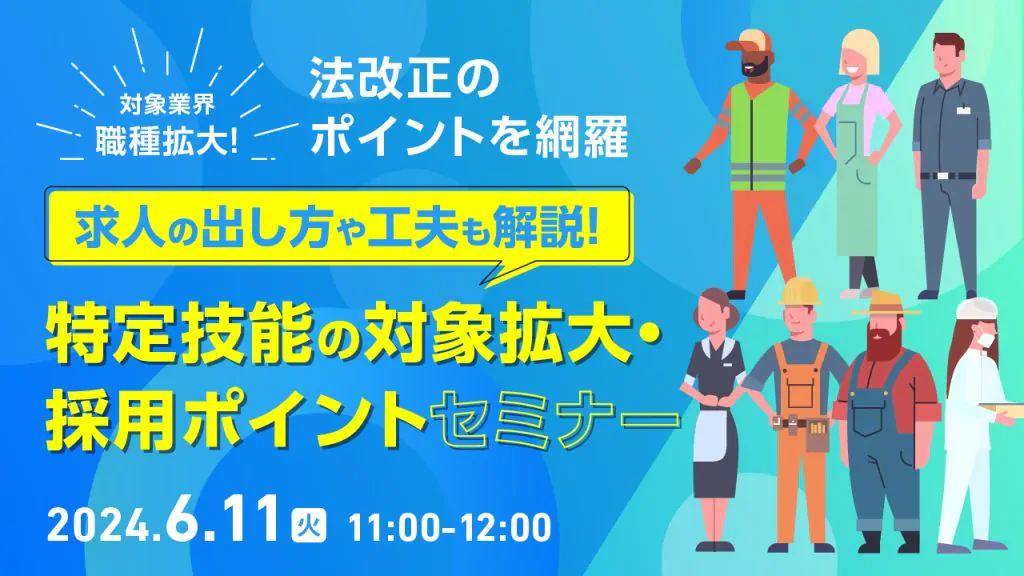 対象業界
職種拡大!
法改正の
ポイントを網羅
求人の出し方や工夫も解説!
特定技能の対象拡大・
採用ポイントセミナー
2024.6.11 火 11:00-12:00